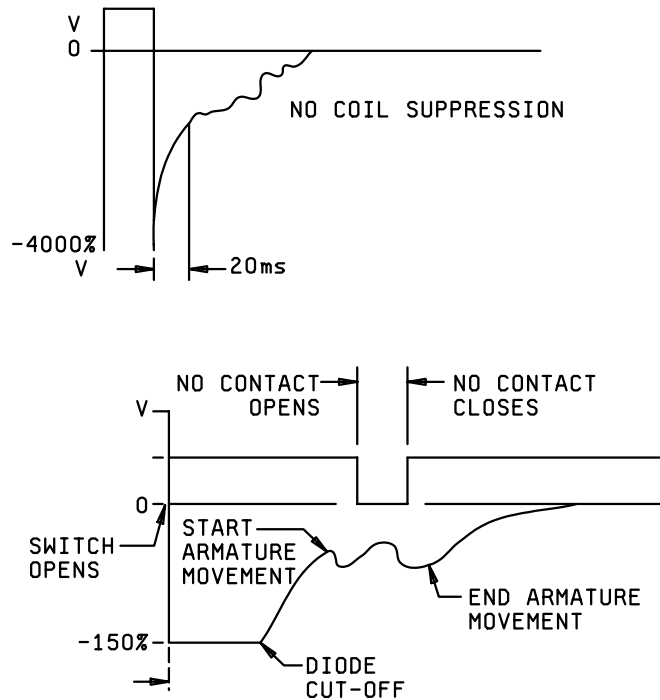 V
0
NO COIL SUPPRESSION
-4000%
V
20ms
NO CONTACT
OPENS
NO CONTACT
CLOSES
V
0
START
ARMATURE
MOVEMENT
SWITCH
OPENS
END ARMATURE
MOVEMENT
-150%
DIODE
CUT-OFF